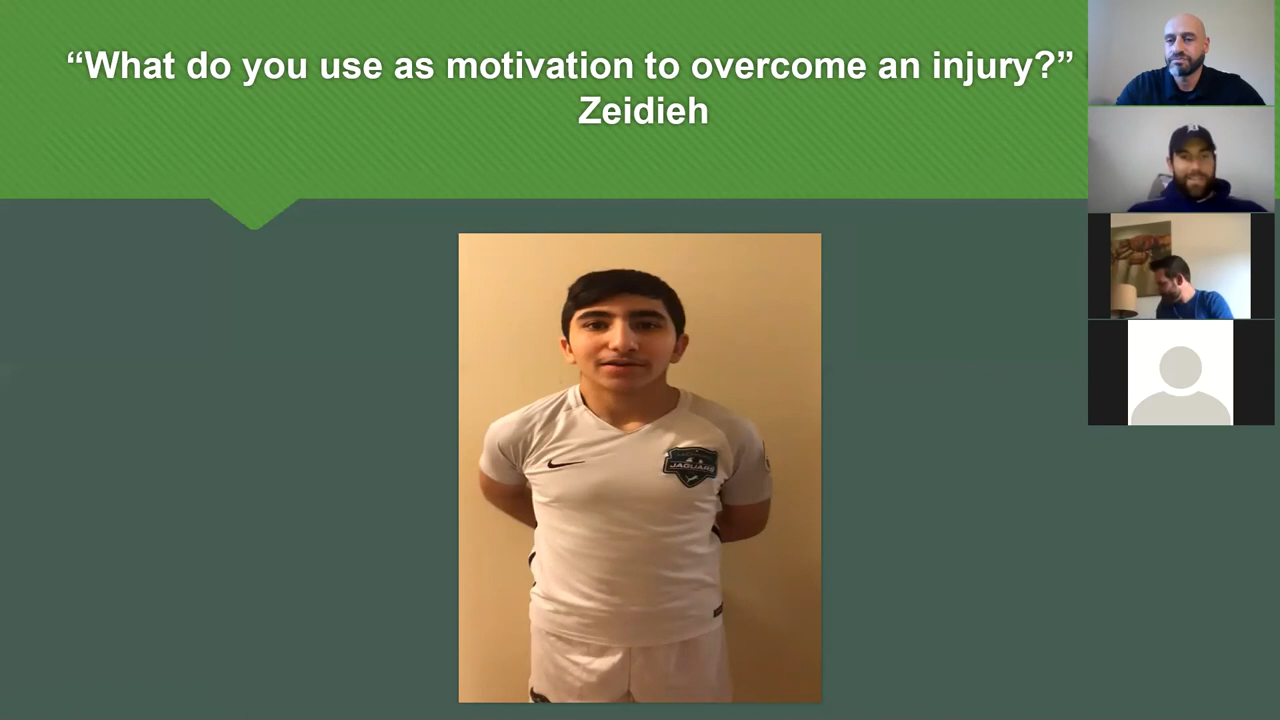 “What do you use as motivation to overcome an injury?”
Zeidieh
JAGUARS